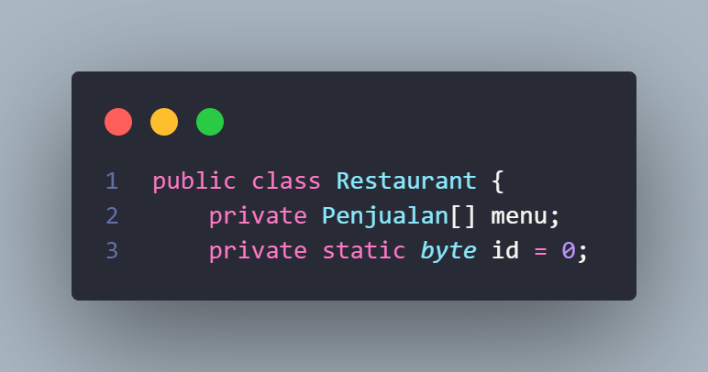 1 public class Restaurant {
2     private Penjualan[] menu;
3     private static byte id = 0;